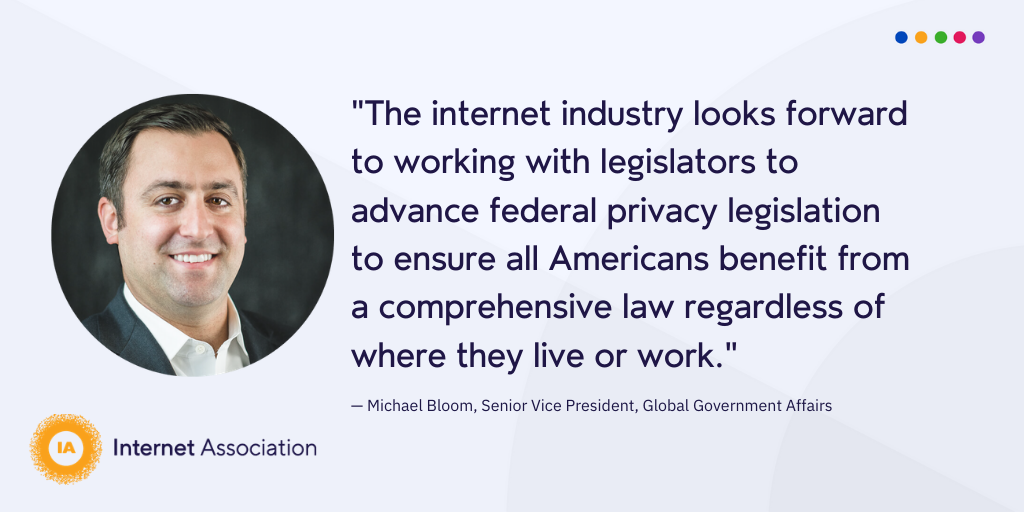 "The internet industry looks forward
to working with legislators to
advance federal privacy legislation
to ensure all Americans benefit from
a comprehensive law regardless of
where they live or work."
— Michael Bloom, Senior Vice President, Global Government Affairs
IA
Internet Association